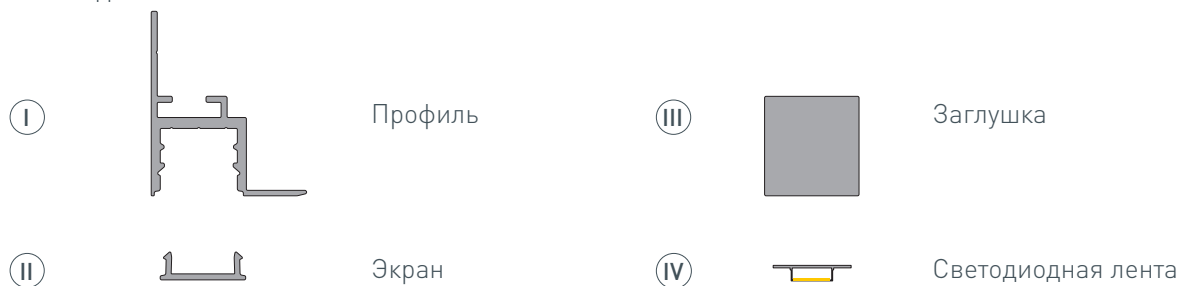 I
Профиль
III
Заглушка
II
Экран
IV
Светодиодная лента